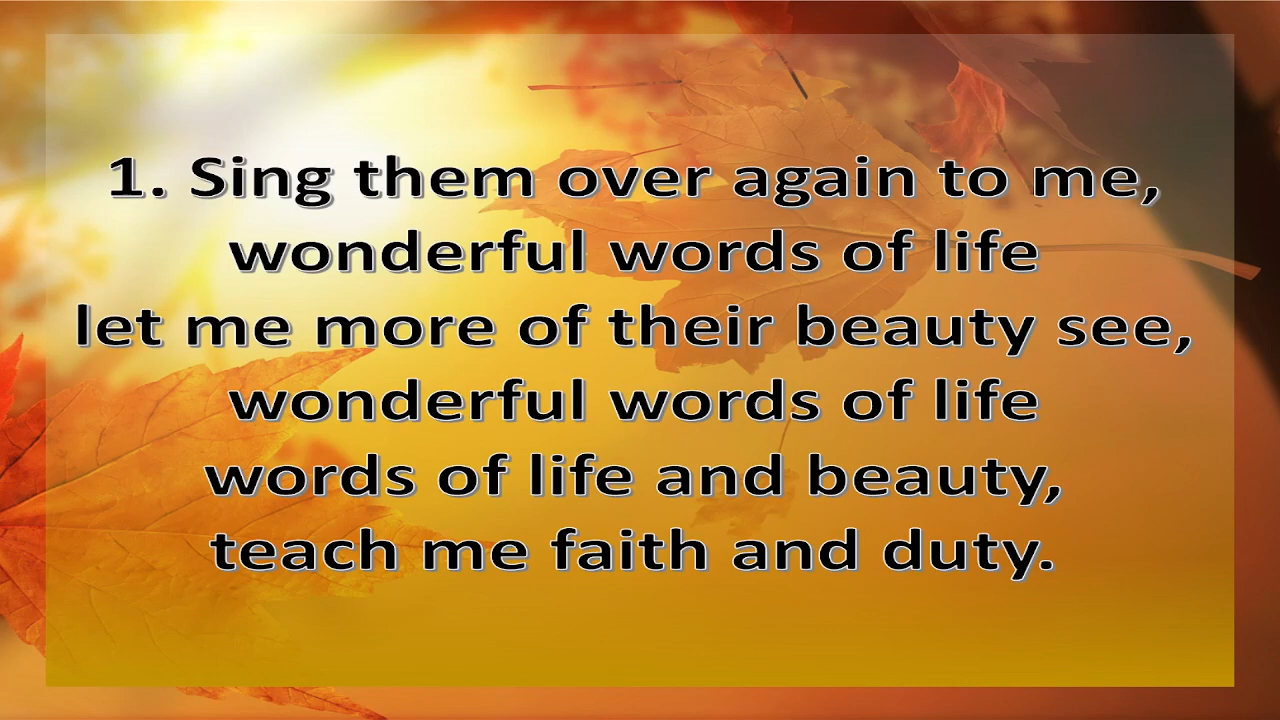 1. Sing them over again to me,
wonderful words of life
let me more of their beauty see,
wonderful words of life
words of life and beauty,
teach me faith and duty.